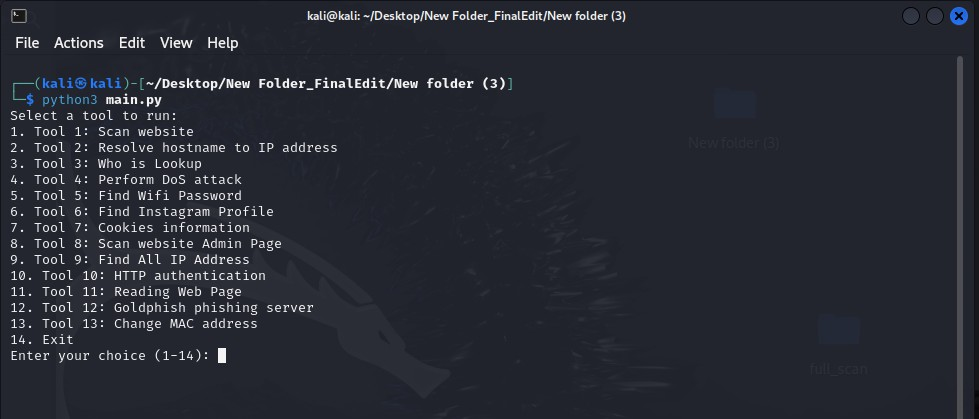 kali@kali: ~/Desktop/New Folder_FinalEdit/New folder (3)
File Actions Edit View Help
┌──(kali㉿kali)-[~/Desktop/New Folder_FinalEdit/New folder (3)]
└─$ python3 main.py
Select a tool to run:
1. Tool 1: Scan website
2. Tool 2: Resolve hostname to IP address
3. Tool 3: Who is Lookup
4. Tool 4: Perform DoS attack
5. Tool 5: Find Wifi Password
6. Tool 6: Find Instagram Profile
7. Tool 7: Cookies information
8. Tool 8: Scan website Admin Page
9. Tool 9: Find All IP Address
10. Tool 10: HTTP authentication
11. Tool 11: Reading Web Page
12. Tool 12: Goldphish phishing server
13. Tool 13: Change MAC address
14. Exit
Enter your choice (1-14):
New folder (3)
full_scan